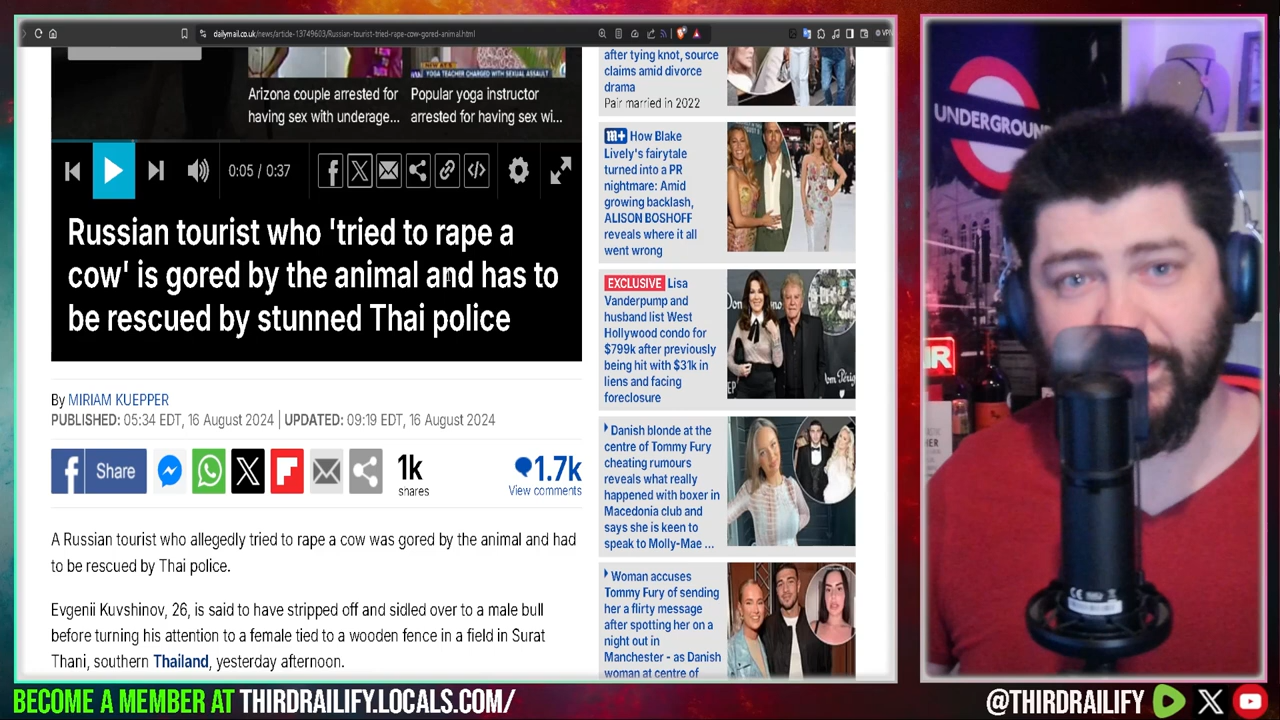 dailymail.co.uk/news/article-13749603/Russian-tourist-tried-rape-cow-gored-animal.html
VPN
YOGA TEACHER CHARGED WITH SEXUAL ASSAULT
Arizona couple arrested for
having sex with underage...
Popular yoga instructor
arrested for having sex wi...
0:05 / 0:37
Russian tourist who 'tried to rape a
cow' is gored by the animal and has to
be rescued by stunned Thai police
By MIRIAM KUEPPER
PUBLISHED: 05:34 EDT, 16 August 2024 | UPDATED: 09:19 EDT, 16 August 2024
Share
1k
shares
1.7k
View comments
A Russian tourist who allegedly tried to rape a cow was gored by the animal and had
to be rescued by Thai police.
Evgenii Kuvshinov, 26, is said to have stripped off and sidled over to a male bull
before turning his attention to a female tied to a wooden fence in a field in Surat
Thani, southern Thailand, yesterday afternoon.
after tying knot, source
claims amid divorce
drama
Pair married in 2022
m+ How Blake
Lively's fairytale
turned into a PR
nightmare: Amid
growing backlash,
ALISON BOSHOFF
reveals where it all
went wrong
EXCLUSIVE Lisa
Vanderpump and
husband list West
Hollywood condo for
$799k after previously
being hit with $31k in
liens and facing
foreclosure
Danish blonde at the
centre of Tommy Fury
cheating rumours
reveals what really
happened with boxer in
Macedonia club and
says she is keen to
speak to Molly-Mae ...
Woman accuses
Tommy Fury of sending
her a flirty message
after spotting her on a
night out in
Manchester - as Danish
woman at centre of
UNDERGROUND
BECOME A MEMBER AT THIRDRAILIFY.LOCALS.COM/
@THIRDRAILIFY